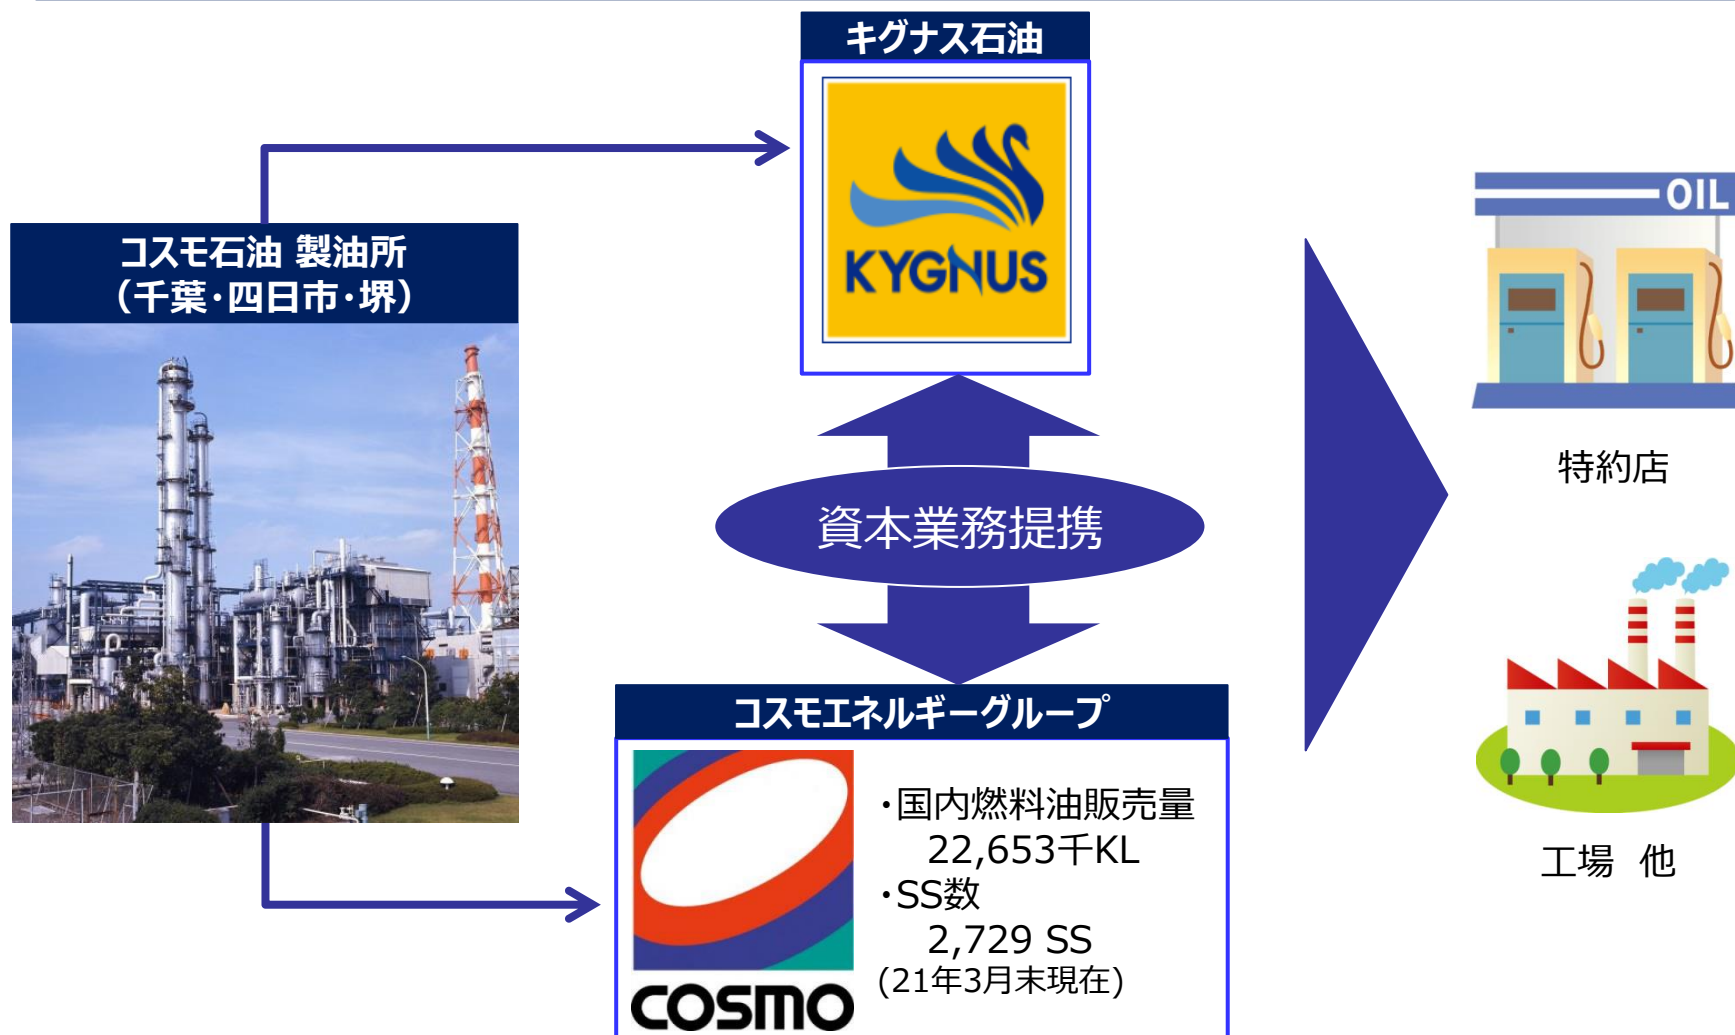 キグナス石油
KYGNUS
コスモ石油 製油所
(千葉・四日市・堺)
OIL
特約店
資本業務提携
コスモエネルギーグループ
・国内燃料油販売量
22,653千KL
・SS数
2,729 SS
(21年3月末現在)
COSMO
工場 他